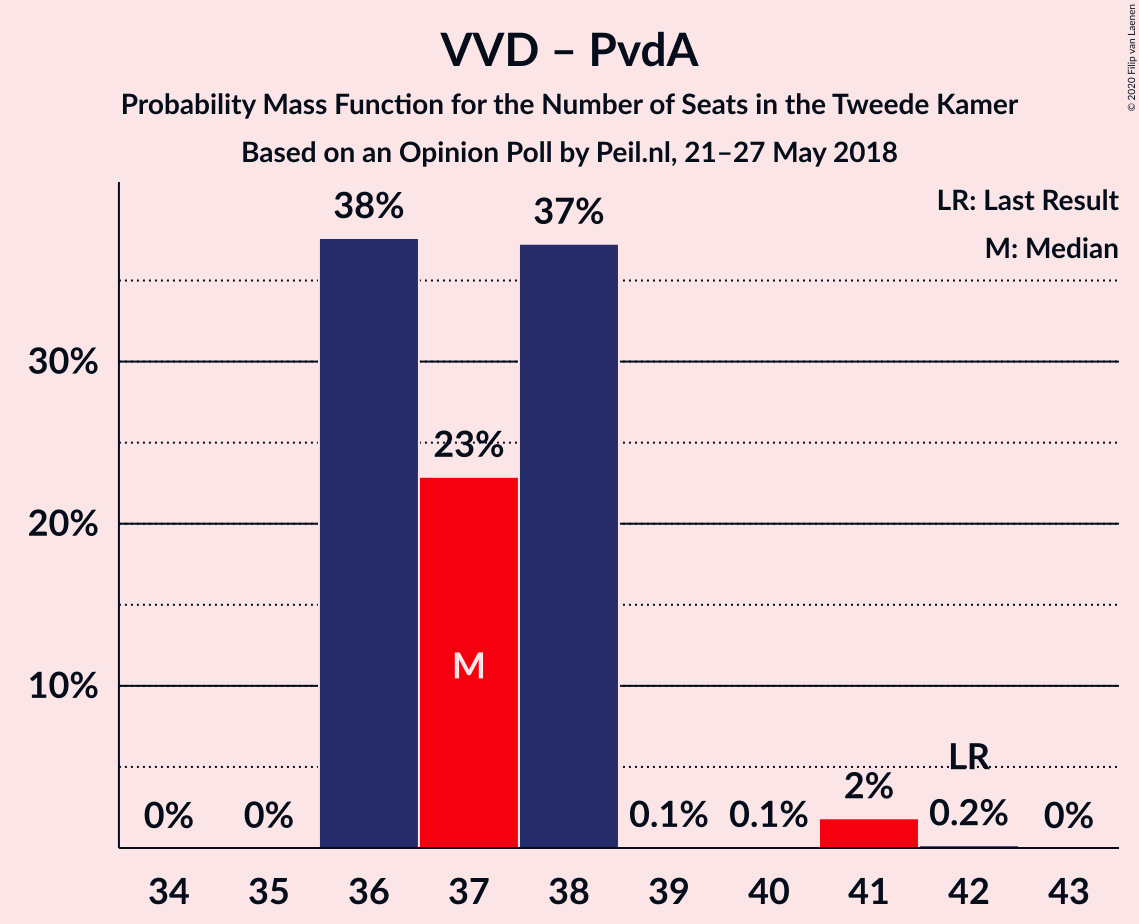 VVD – PvdA
Probability Mass Function for the Number of Seats in the Tweede Kamer
Based on an Opinion Poll by Peil.nl, 21–27 May 2018
© 2020 Filip van Laenen
LR: Last Result
M: Median
38%
37%
30%
23%
20%
M
10%
LR
2%
0%
0%
0.1%
0.1%
0.2%
0%
34 35 36 37 38 39 40 41 42 43